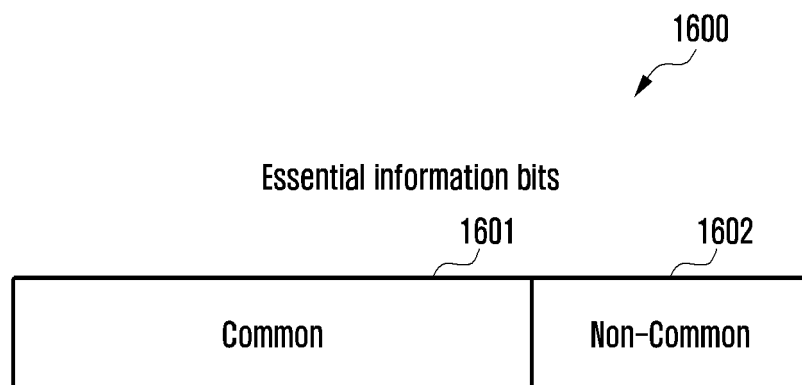 1600
Essential information bits
1601
1602
Common
Non-Common